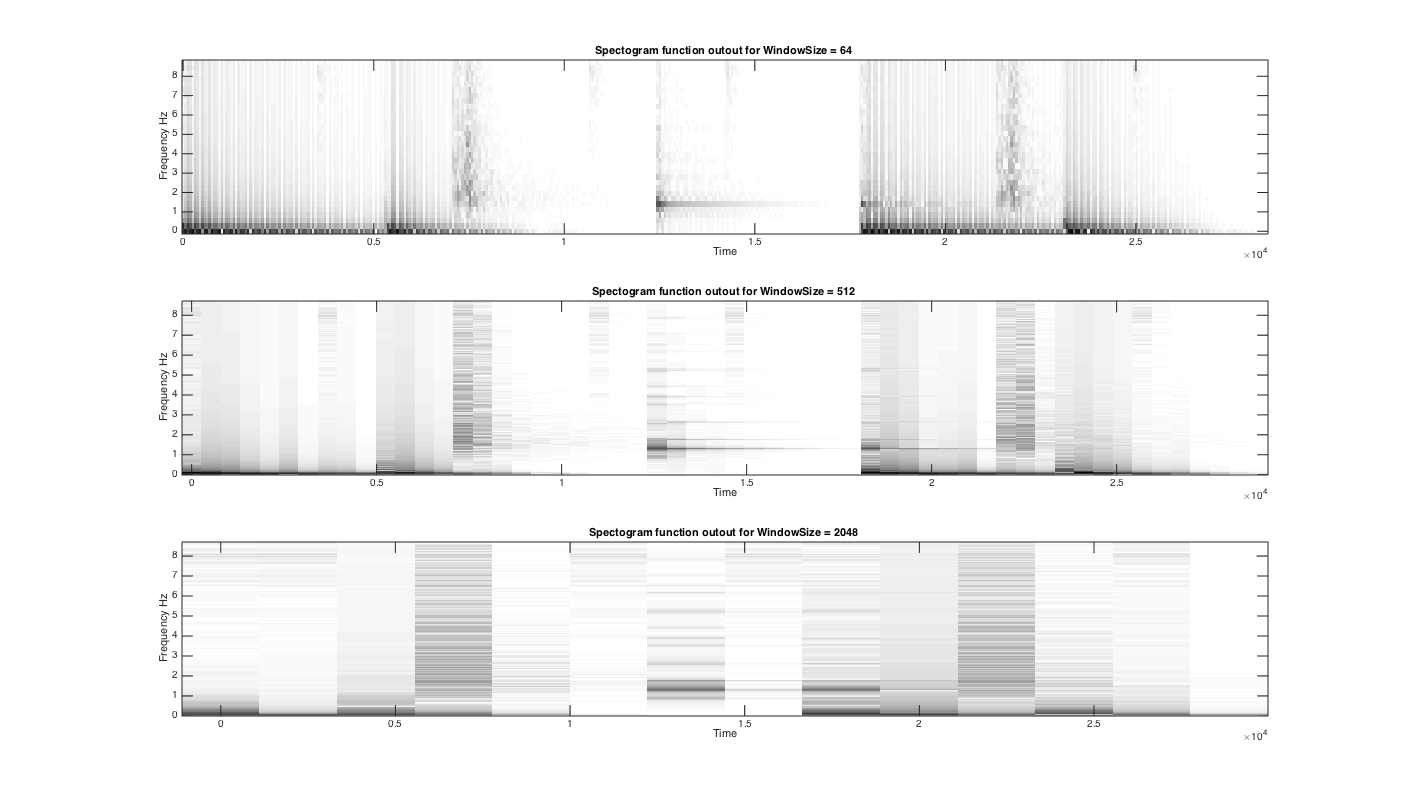 Spectogram function outout for WindowSize = 64
Frequency Hz
8
7
6
5
4
3
2
1
0
0 0.5 1 1.5 2 2.5
Time
×10^4
Spectogram function outout for WindowSize = 512
Frequency Hz
8
7
6
5
4
3
2
1
0
0 0.5 1 1.5 2 2.5
Time
×10^4
Spectogram function outout for WindowSize = 2048
Frequency Hz
8
7
6
5
4
3
2
1
0
0 0.5 1 1.5 2 2.5
Time
×10^4